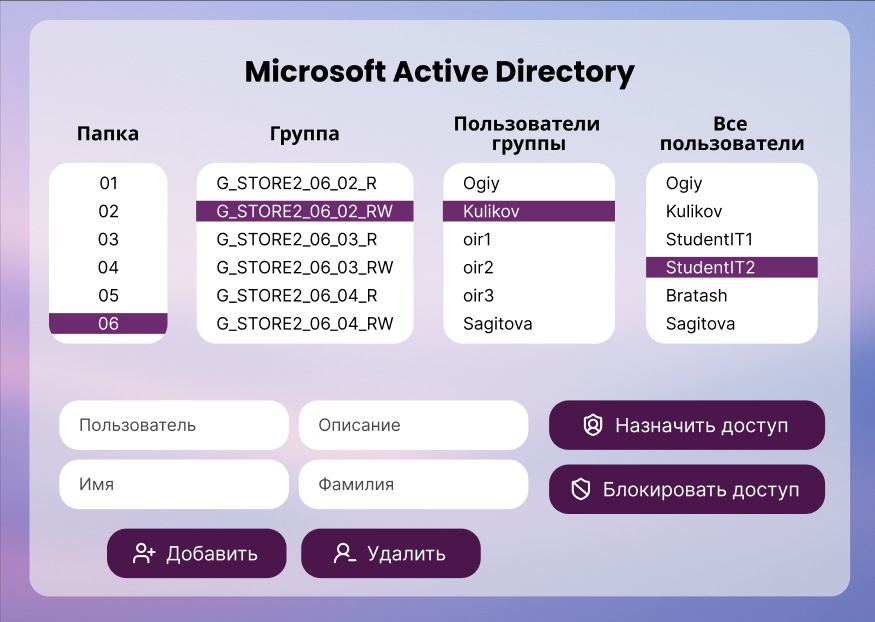 Microsoft Active Directory
Папка
01
02
03
04
05
06
Группа
G_STORE2_06_02_R
G_STORE2_06_02_RW
G_STORE2_06_03_R
G_STORE2_06_03_RW
G_STORE2_06_04_R
G_STORE2_06_04_RW
Пользователи
группы
Ogiy
Kulikov
oir1
oir2
oir3
Sagitova
Все
пользователи
Ogiy
Kulikov
StudentIT1
StudentIT2
Bratash
Sagitova
Пользователь
Описание
Имя
Фамилия
Добавить
Удалить
Назначить доступ
Блокировать доступ